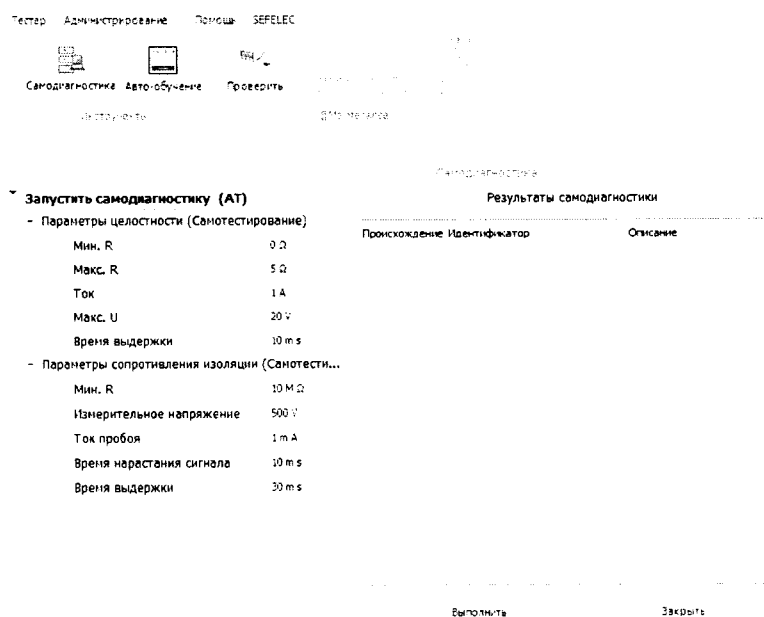 Тестер Администрирование Помощь SEFELEC
Самодиагностика Авто-обучение Проверить
Инструменты
Самодиагностика
Запустить самодиагностику (АТ)
Результаты самодиагностики
– Параметры целостности (Самотестирование)
Происхождение Идентификатор Описание
Мин. R 0 Ω
Макс. R 5 Ω
Ток 1 A
Макс. U 20 V
Время выдержки 10 m s
– Параметры сопротивления изоляции (Самотести...
Мин. R 10 M Ω
Измерительное напряжение 500 V
Ток пробоя 1 m A
Время нарастания сигнала 10 m s
Время выдержки 30 m s
Выполнить Закрыть